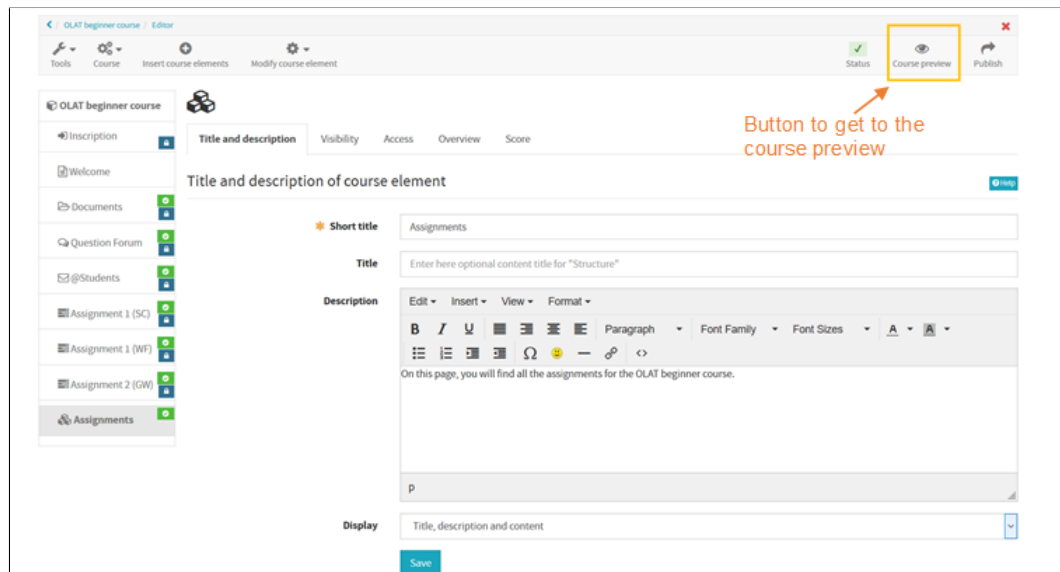 / OLAT beginner course / Editor
Tools Course Insert course elements Modify course element Status Course preview Publish
OLAT beginner course
Inscription
Welcome
Documents
Question Forum
@Students
Assignment 1 (SC)
Assignment 1 (WF)
Assignment 2 (GW)
Assignments
Title and description Visibility Access Overview Score
Button to get to the
course preview
Title and description of course element
Help
Short title Assignments
Title Enter here optional content title for "Structure"
Description Edit Insert View Format
B I U Paragraph Font Family Font Sizes A A
Ω
On this page, you will find all the assignments for the OLAT beginner course.
p
Display Title, description and content
Save